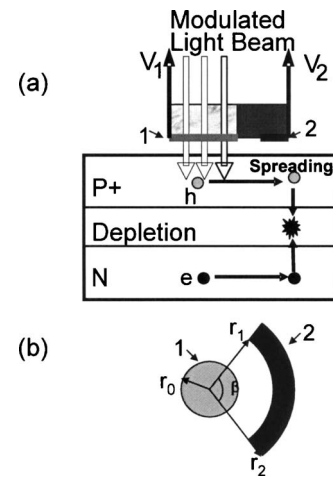 Modulated
Light Beam
(a)
V1
V2
1
2
Spreading
P+
h
Depletion
N
e
(b)
1
r1
2
r0
β
r2